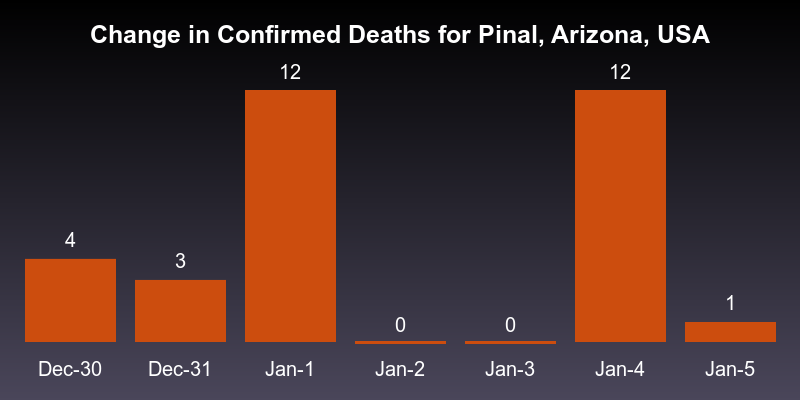 Change in Confirmed Deaths for Pinal, Arizona, USA
12 12
4
3
1
0 0
Dec-30 Dec-31 Jan-1 Jan-2 Jan-3 Jan-4 Jan-5